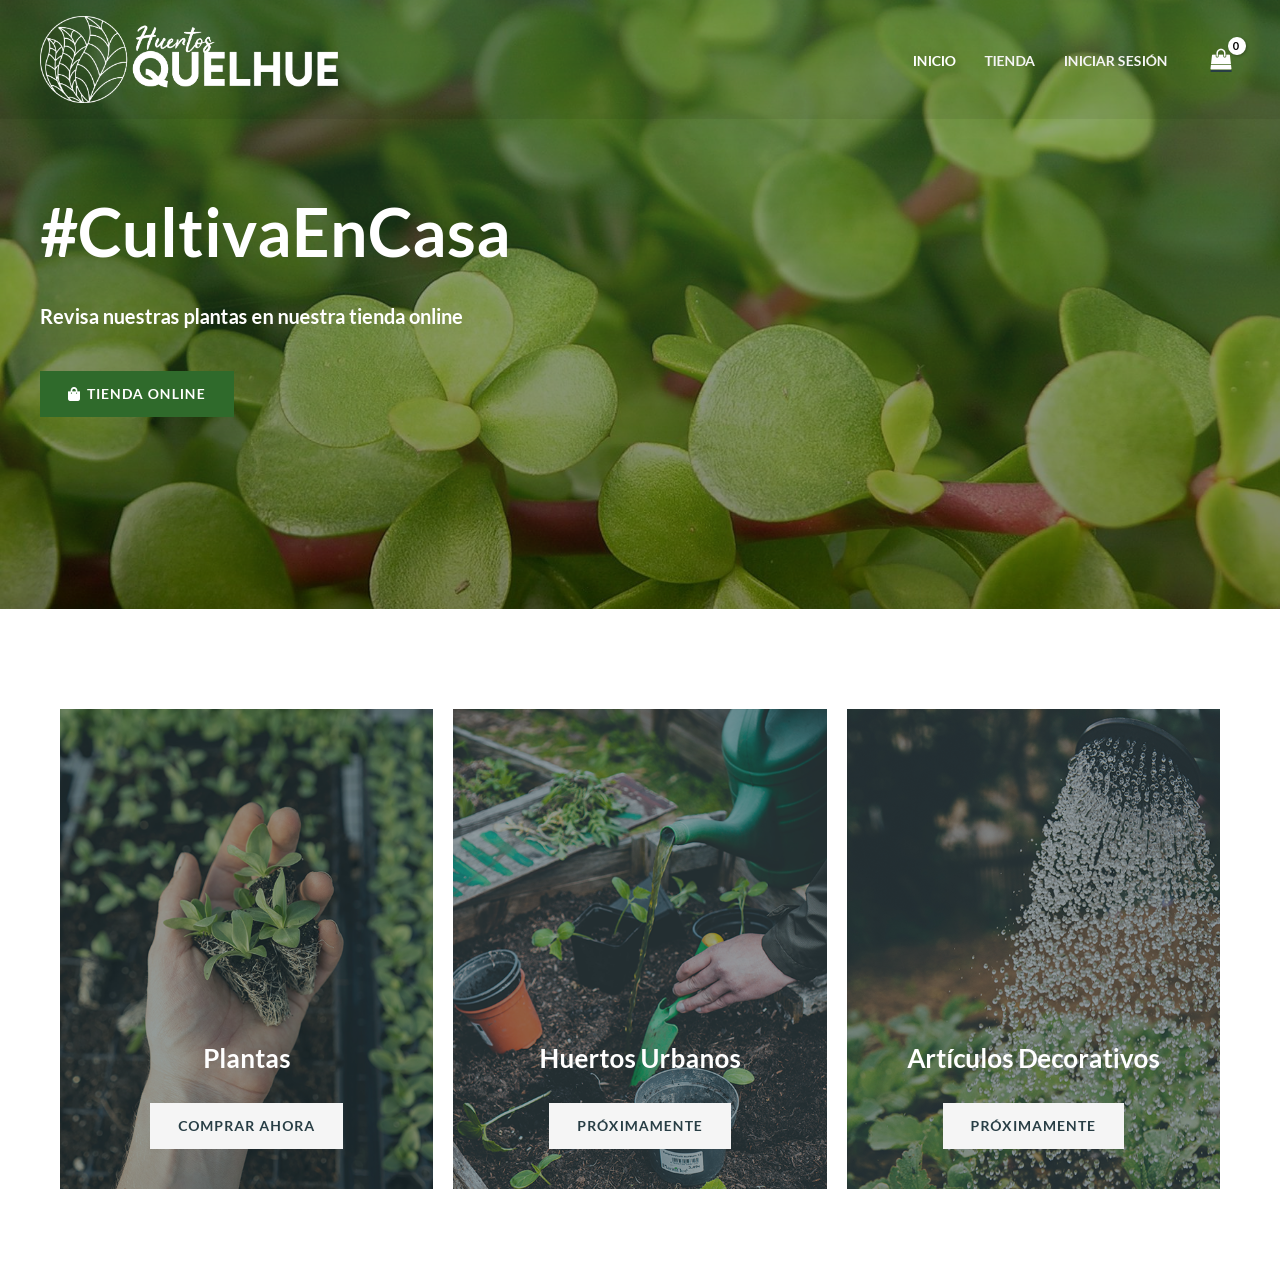 Huertos
QUELHUE
INICIO TIENDA INICIAR SESIÓN 0
#CultivaEnCasa
Revisa nuestras plantas en nuestra tienda online
TIENDA ONLINE
Plantas Huertos Urbanos Artículos Decorativos
COMPRAR AHORA PRÓXIMAMENTE PRÓXIMAMENTE